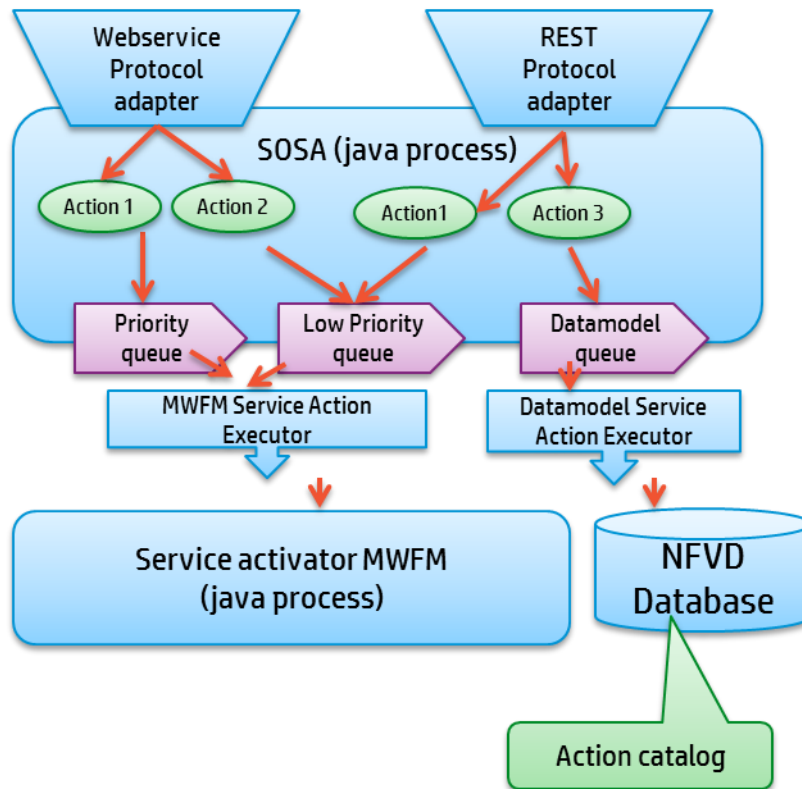 Webservice
Protocol
adapter
REST
Protocol
adapter
SOSA (java process)
Action 1
Action 2
Action1
Action 3
Priority
queue
Low Priority
queue
Datamodel
queue
MWFM Service Action
Executor
Datamodel Service
Action Executor
Service activator MWFM
(java process)
NFVD
Database
Action catalog